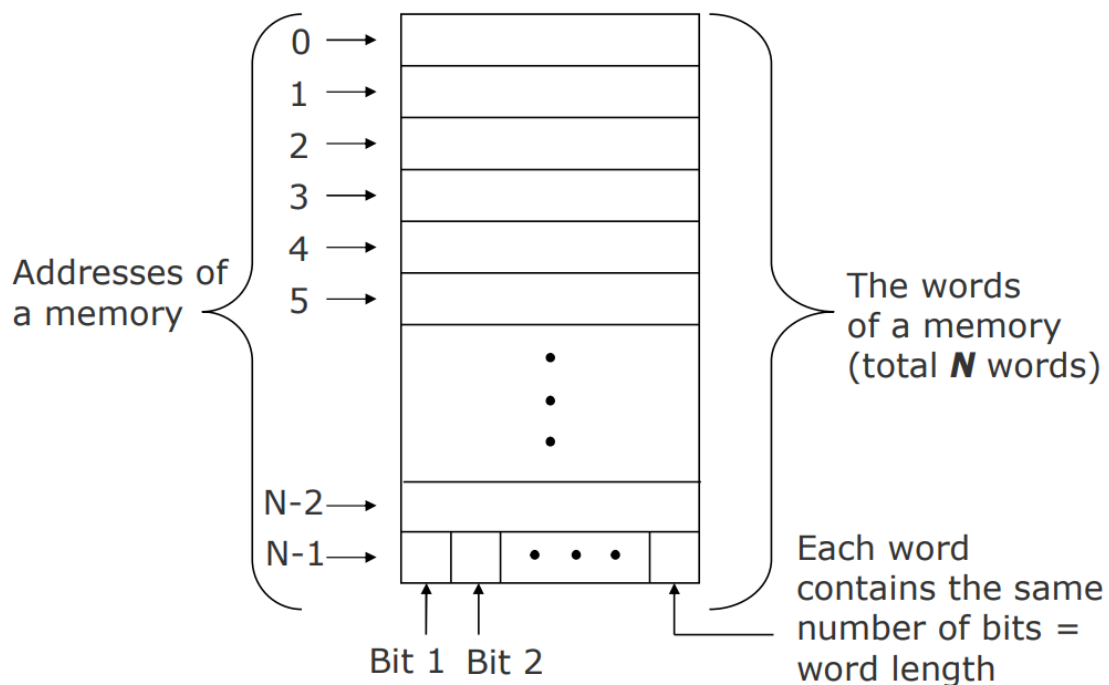 0
1
2
3
4
5
N-2
N-1
Addresses of
a memory
The words
of a memory
(total N words)
Each word
contains the same
number of bits =
word length
Bit 1 Bit 2